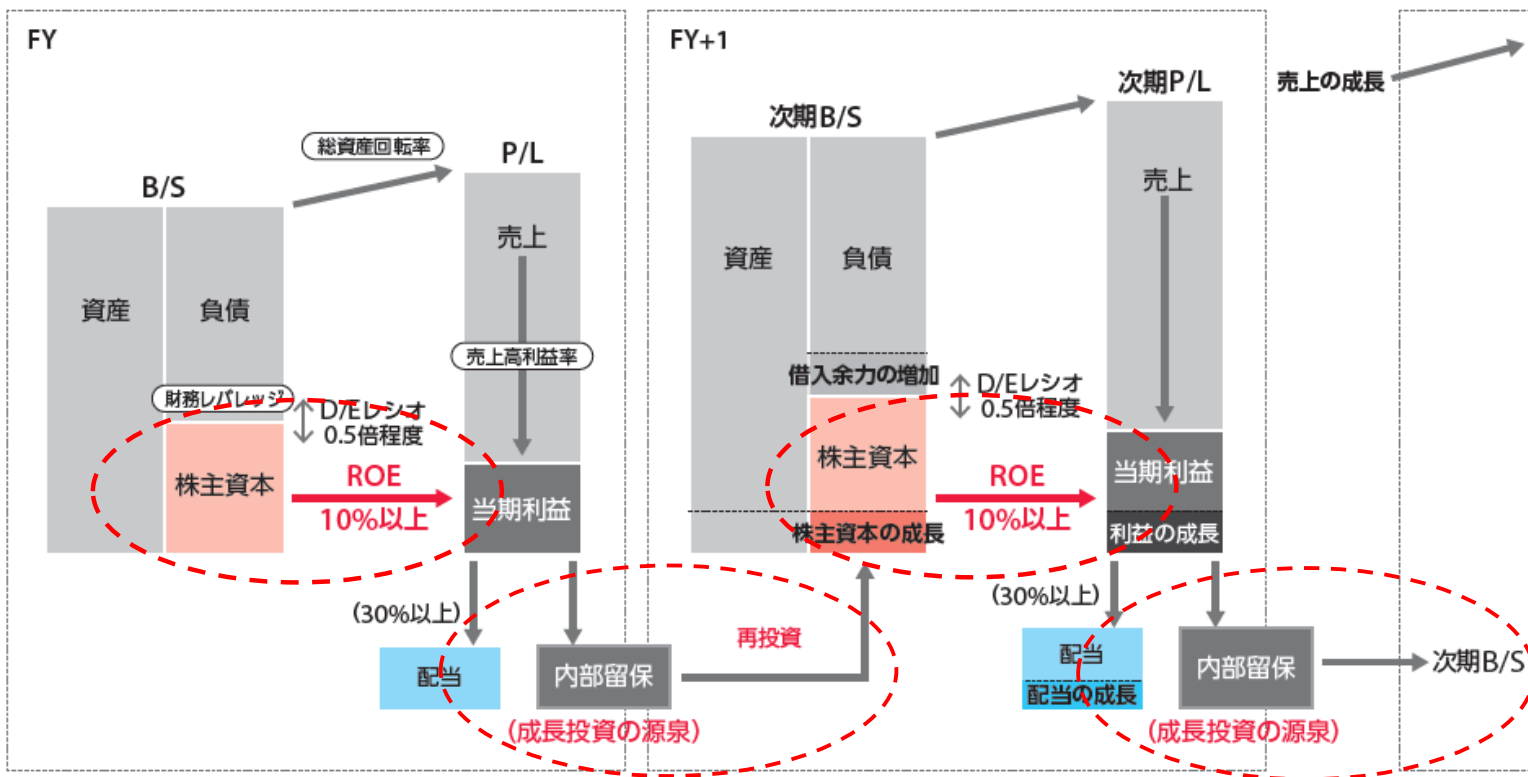 FY
総資産回転率
B/S
P/L
資産
負債
売上
売上高利益率
財務レバレッジ
D/Eレシオ
0.5倍程度
株主資本
ROE
10%以上
当期利益
(30%以上)
配当
内部留保
(成長投資の源泉)
再投資
FY+1
次期B/S
次期P/L
資産
負債
売上
借入余力の増加
D/Eレシオ
0.5倍程度
株主資本
ROE
10%以上
当期利益
株主資本の成長
利益の成長
(30%以上)
配当
配当の成長
内部留保
(成長投資の源泉)
売上の成長
次期B/S